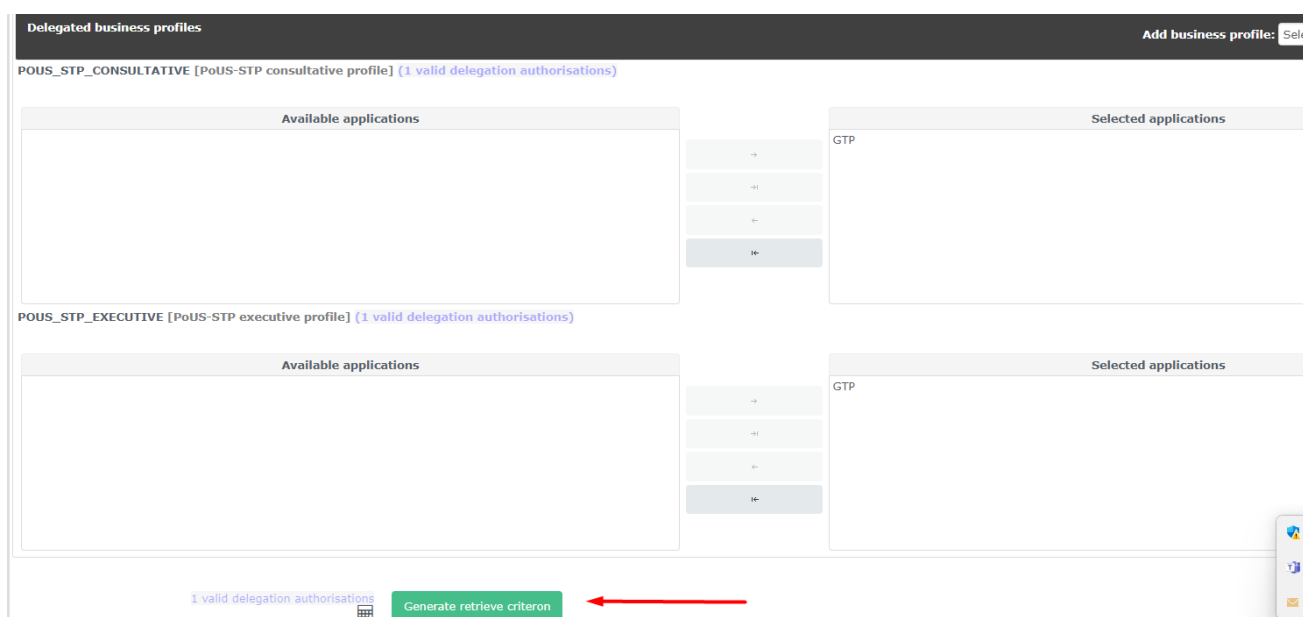 Delegated business profiles
Add business profile: Sele
POUS_STP_CONSULTATIVE [PoUS-STP consultative profile] (1 valid delegation authorisations)
Available applications
Selected applications
GTP
POUS_STP_EXECUTIVE [PoUS-STP executive profile] (1 valid delegation authorisations)
Available applications
Selected applications
GTP
1 valid delegation authorisations
Generate retrieve criteron